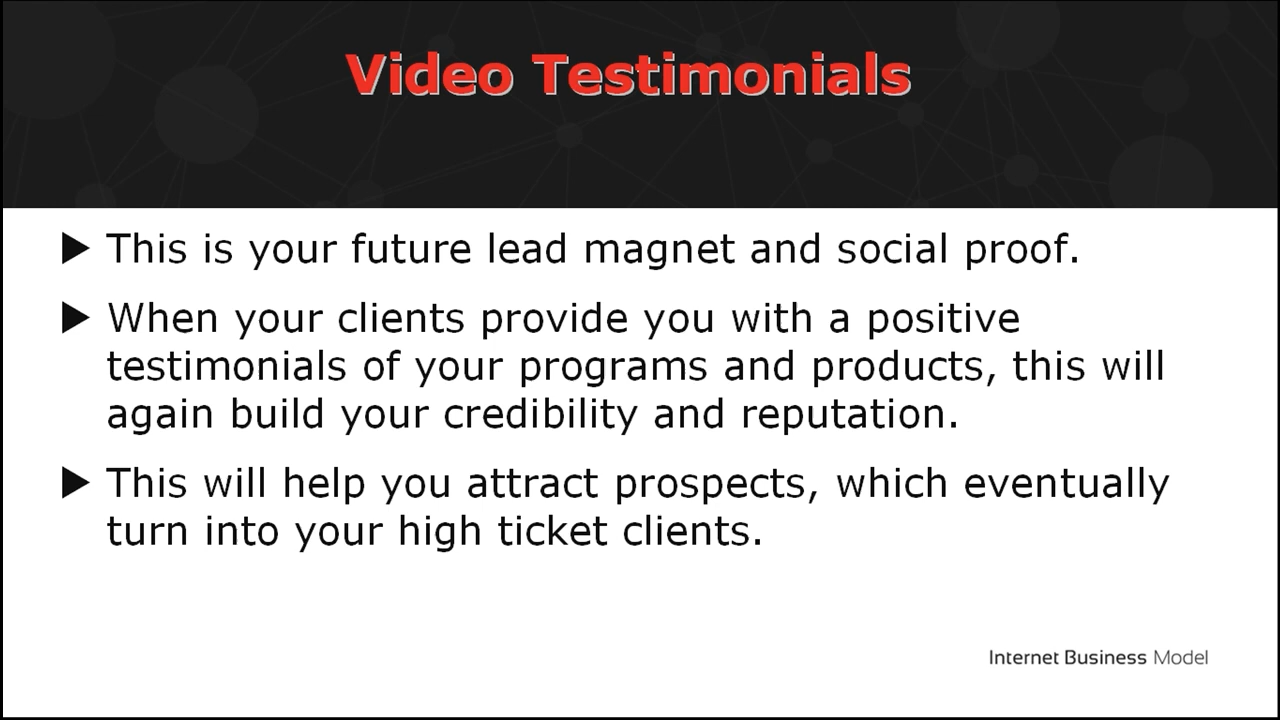 Video Testimonials
This is your future lead magnet and social proof.
When your clients provide you with a positive
testimonials of your programs and products, this will
again build your credibility and reputation.
This will help you attract prospects, which eventually
turn into your high ticket clients.
Internet Business Model